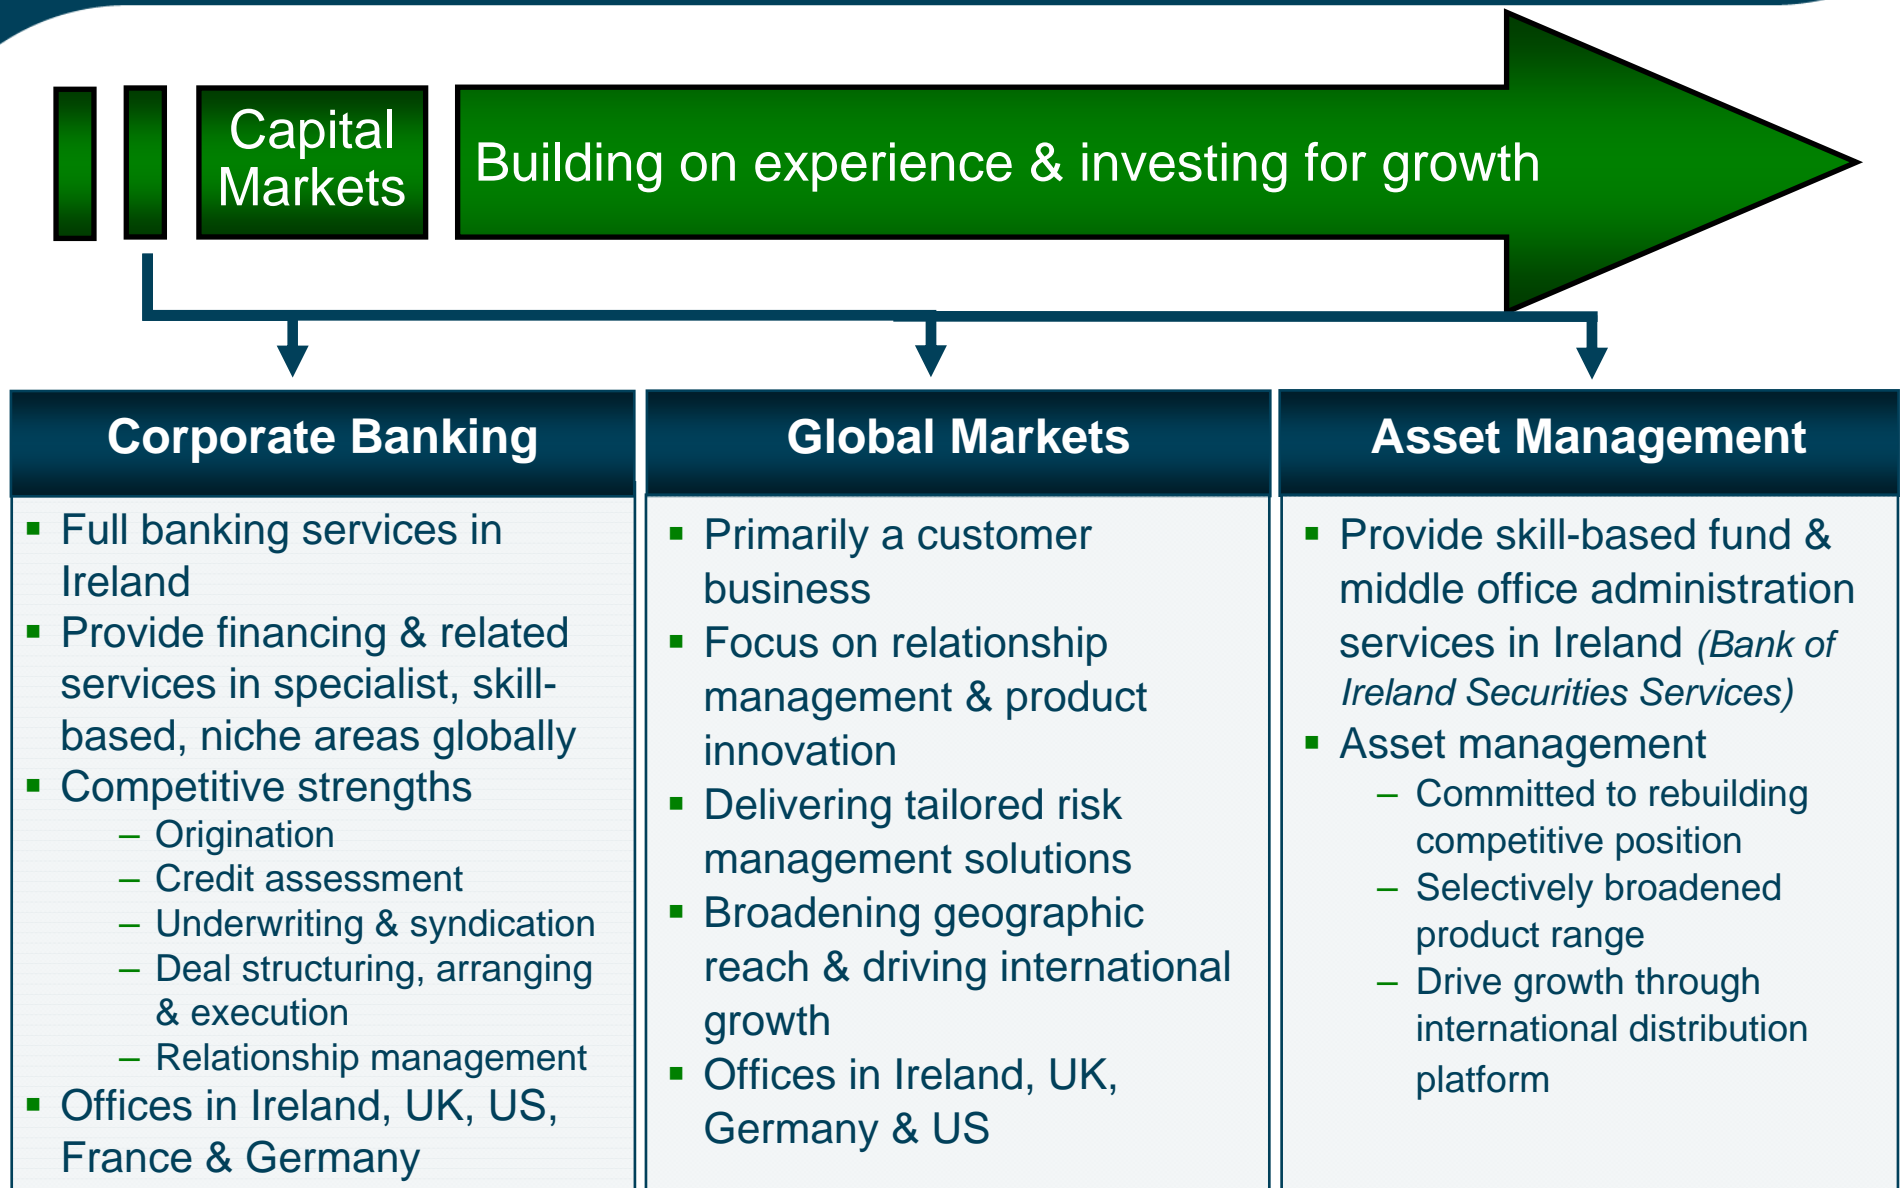 Capital
Markets
Building on experience & investing for growth
Corporate Banking
▪ Full banking services in
Ireland
▪ Provide financing & related
services in specialist, skill-
based, niche areas globally
▪ Competitive strengths
– Origination
– Credit assessment
– Underwriting & syndication
– Deal structuring, arranging
& execution
– Relationship management
▪ Offices in Ireland, UK, US,
France & Germany
Global Markets
▪ Primarily a customer
business
▪ Focus on relationship
management & product
innovation
▪ Delivering tailored risk
management solutions
▪ Broadening geographic
reach & driving international
growth
▪ Offices in Ireland, UK,
Germany & US
Asset Management
▪ Provide skill-based fund &
middle office administration
services in Ireland (Bank of
Ireland Securities Services)
▪ Asset management
– Committed to rebuilding
competitive position
– Selectively broadened
product range
– Drive growth through
international distribution
platform